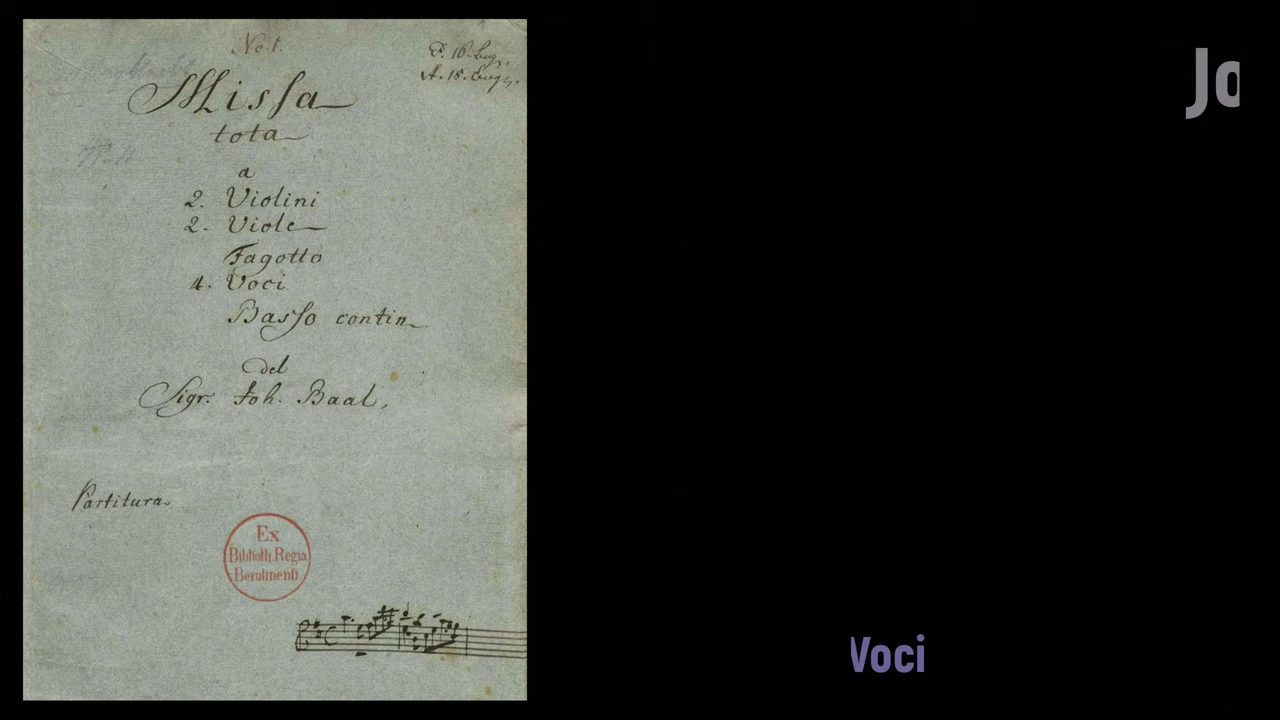 No. 1.
Missa
tota
a
2. Violini
2. Viole
Fagotto
4. Voci
Basso contin
del
Sigr. Joh. Baal,
Partitura
Ex
Biblioth. Regia
Berolinenſi.
Jo
Voci